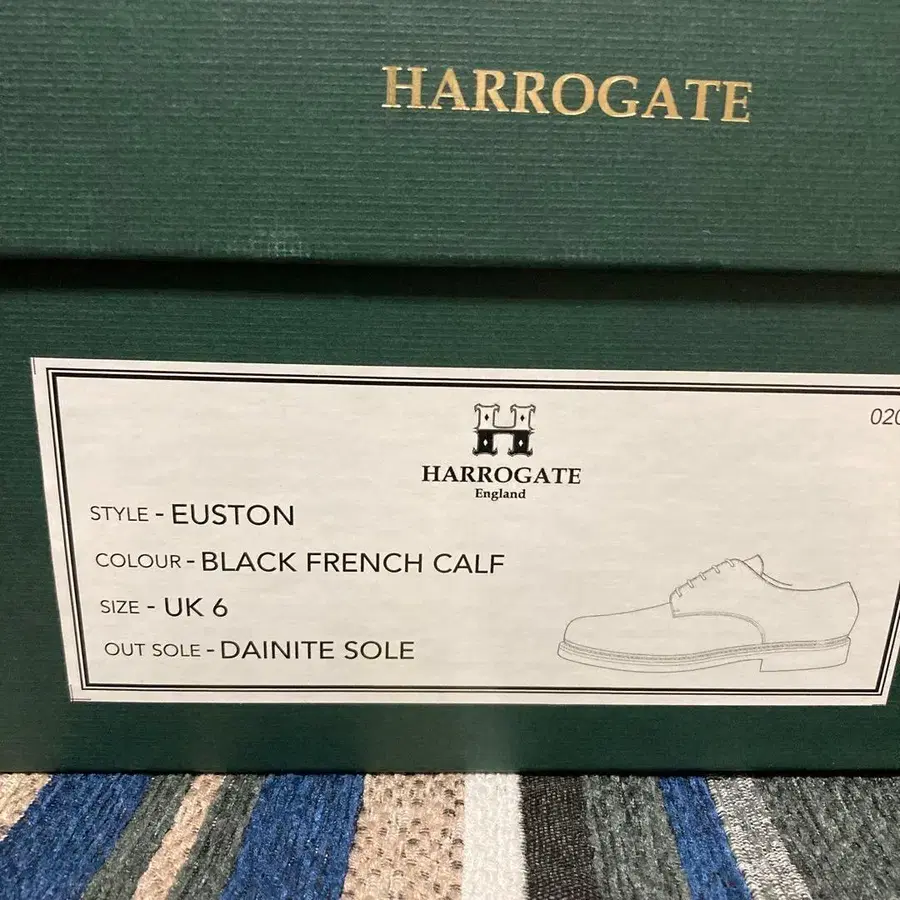 HARROGATE
020
HARROGATE
England
STYLE - EUSTON
COLOUR - BLACK FRENCH CALF
SIZE - UK 6
OUT SOLE - DAINITE SOLE